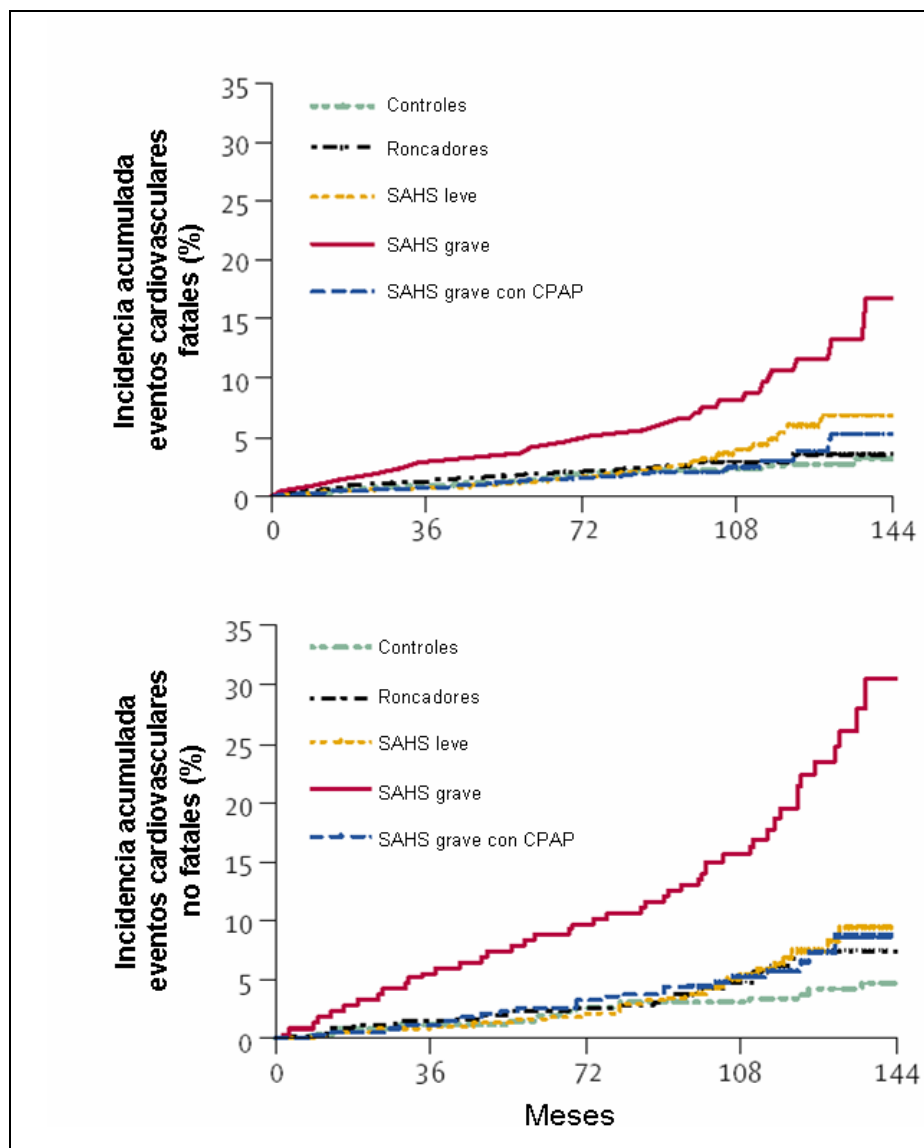 Incidencia acumulada
eventos cardiovasculares
fatales (%)
35
30
25
20
15
10
5
0
Controles
Roncadores
SAHS leve
SAHS grave
SAHS grave con CPAP
0 36 72 108 144
Incidencia acumulada
eventos cardiovasculares
no fatales (%)
35
30
25
20
15
10
5
0
Controles
Roncadores
SAHS leve
SAHS grave
SAHS grave con CPAP
0 36 72 108 144
Meses